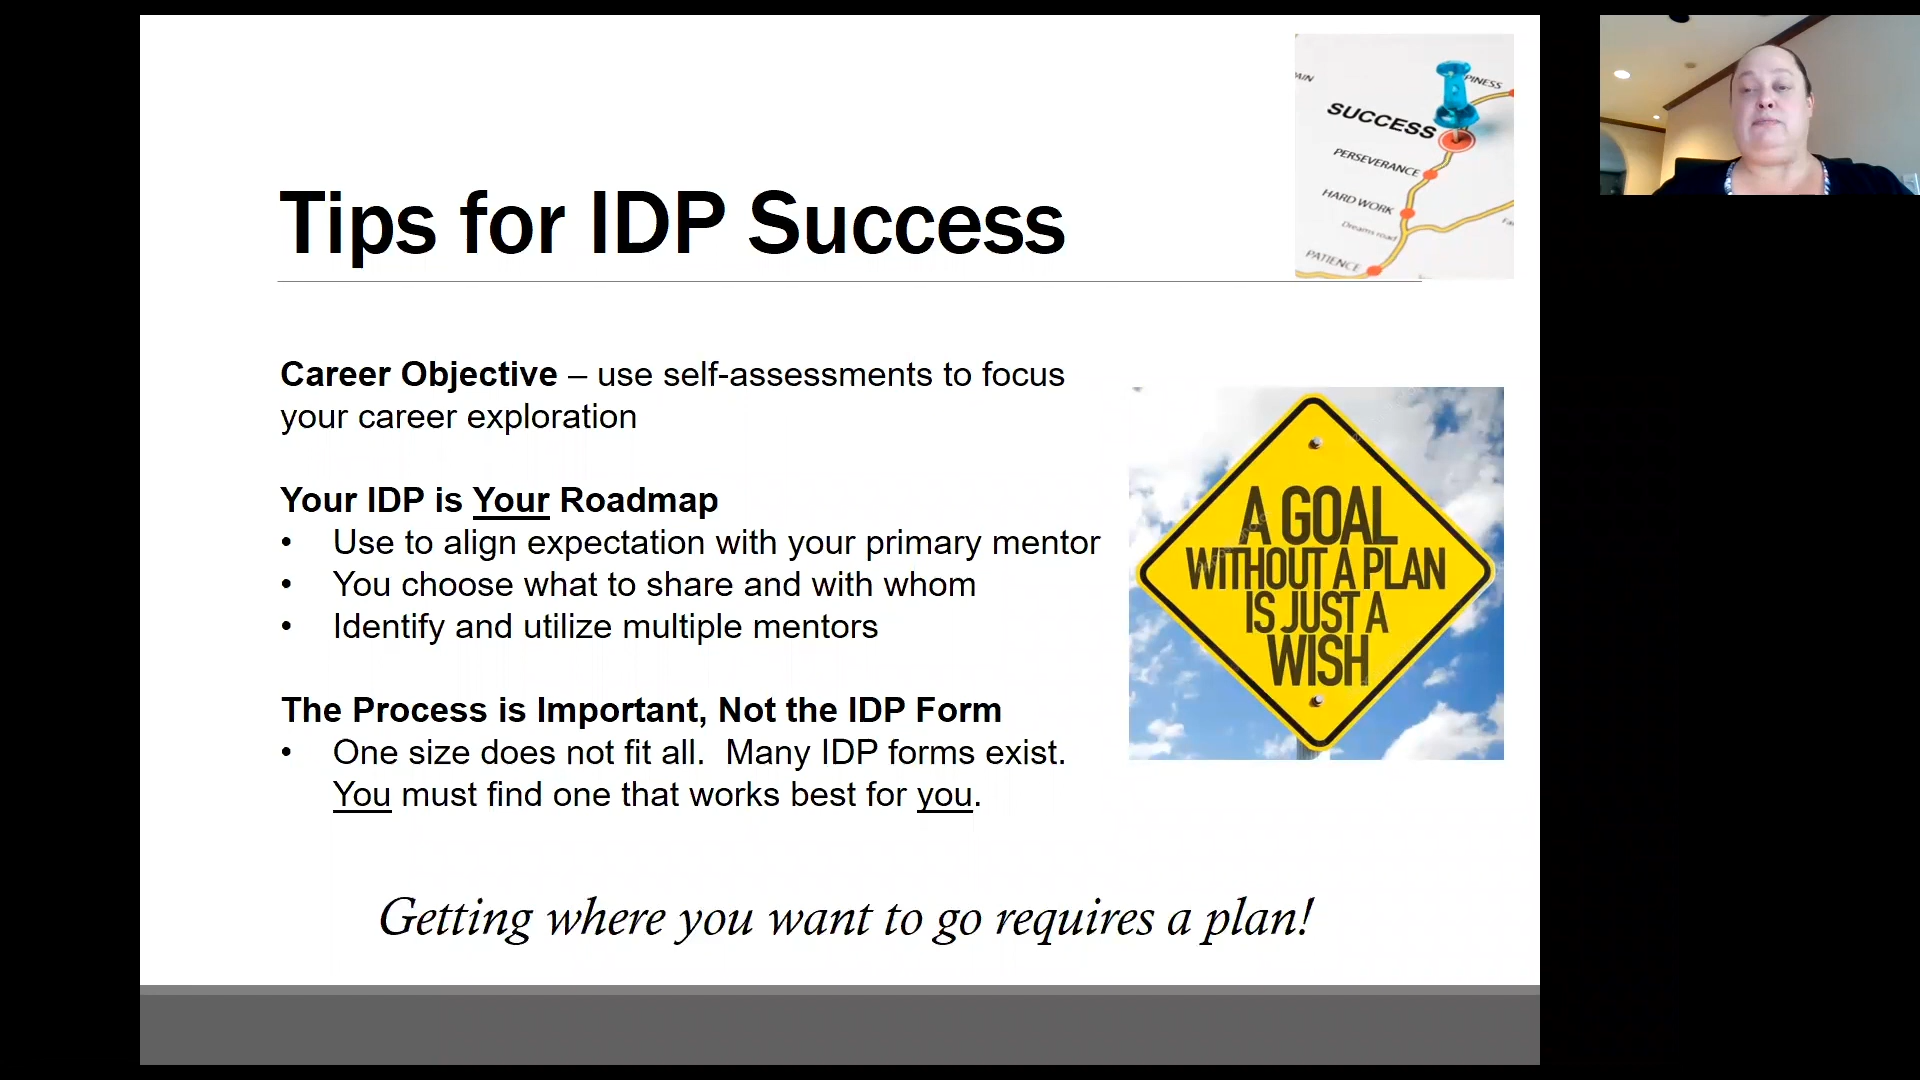 AIN
PINESS
SUCCESS
PERSEVERANCE
HARD WORK
Dreams road
PATIENCE
Tips for IDP Success
Career Objective – use self-assessments to focus
your career exploration
Your IDP is Your Roadmap
• Use to align expectation with your primary mentor
• You choose what to share and with whom
• Identify and utilize multiple mentors
The Process is Important, Not the IDP Form
• One size does not fit all.  Many IDP forms exist.
You must find one that works best for you.
A GOAL
WITHOUT A PLAN
IS JUST A
WISH
Getting where you want to go requires a plan!